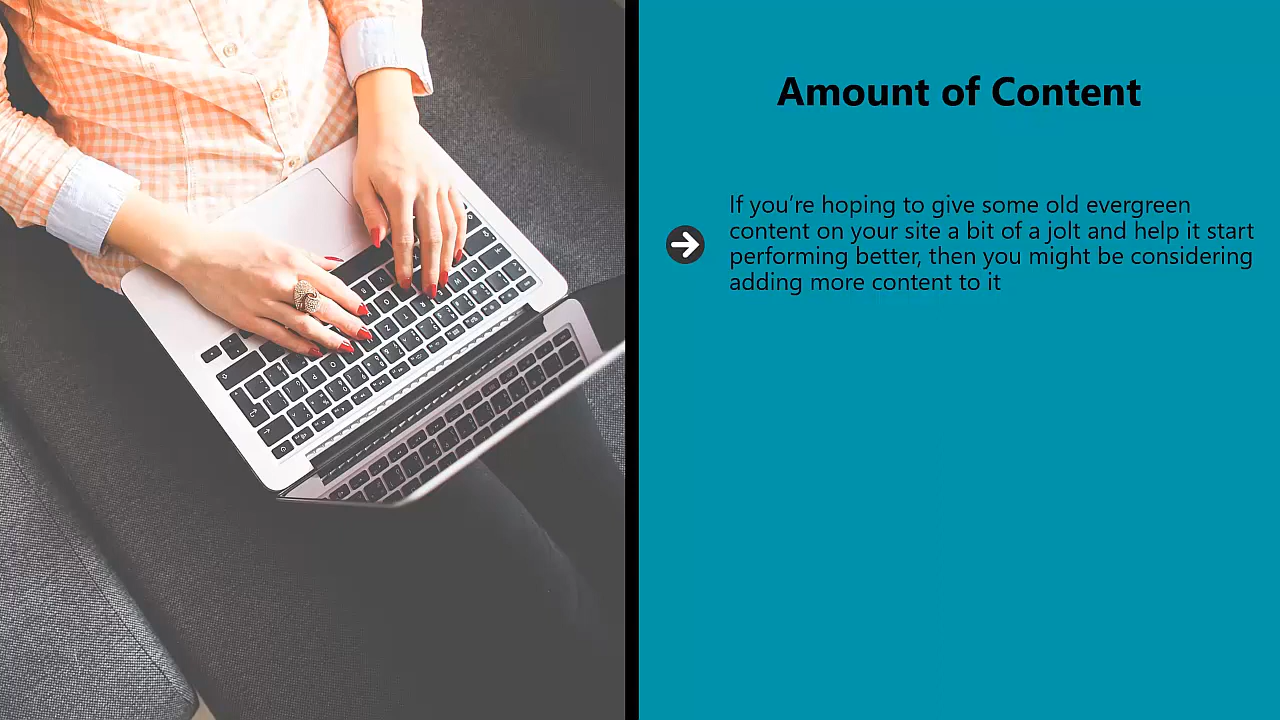 Amount of Content
If you’re hoping to give some old evergreen
content on your site a bit of a jolt and help it start
performing better, then you might be considering
adding more content to it